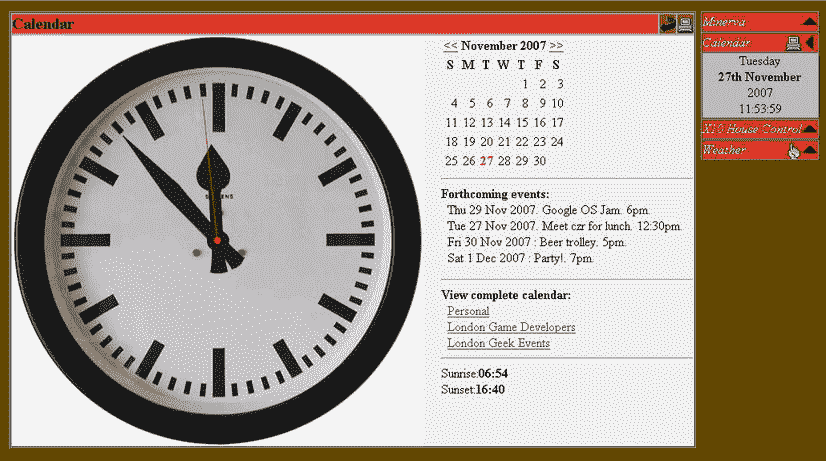 Calendar
<< November 2007 >>
S M T W T F S
1 2 3
4 5 6 7 8 9 10
11 12 13 14 15 16 17
18 19 20 21 22 23 24
25 26 27 28 29 30
Forthcoming events:
Thu 29 Nov 2007. Google OS Jam. 6pm.
Tue 27 Nov 2007. Meet czr for lunch. 12:30pm.
Fri 30 Nov 2007 : Beer trolley. 5pm.
Sat 1 Dec 2007 : Party!. 7pm.
View complete calendar:
Personal
London Game Developers
London Geek Events
Sunrise:06:54
Sunset:16:40
Minerva
Calendar
Tuesday
27th November
2007
11:53:59
X10 House Control
Weather